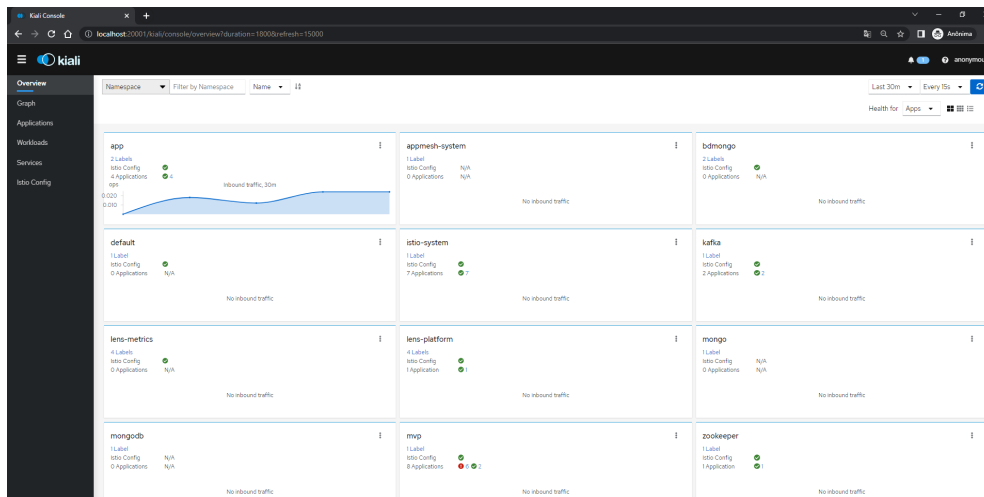 Kiali Console
localhost:20001/kiali/console/overview?duration=1800&refresh=15000
Anônima
kiali
1
anonymou
Overview
Graph
Applications
Workloads
Services
Istio Config
Namespace
Filter by Namespace
Name
Last 30m
Every 15s
Health for
Apps
app
2 Labels
Istio Config
4 Applications 4
ops
Inbound traffic, 30m
0.020
0.010
appmesh-system
1 Label
Istio Config N/A
0 Applications N/A
No inbound traffic
bdmongo
2 Labels
Istio Config
0 Applications N/A
No inbound traffic
default
1 Label
Istio Config
0 Applications N/A
No inbound traffic
istio-system
1 Label
Istio Config
7 Applications 7
No inbound traffic
kafka
1 Label
Istio Config
2 Applications 2
No inbound traffic
lens-metrics
4 Labels
Istio Config
0 Applications N/A
No inbound traffic
lens-platform
4 Labels
Istio Config
1 Application 1
No inbound traffic
mongo
1 Label
Istio Config N/A
0 Applications N/A
No inbound traffic
mongodb
1 Label
Istio Config N/A
0 Applications N/A
No inbound traffic
mvp
1 Label
Istio Config
8 Applications 6 2
No inbound traffic
zookeeper
1 Label
Istio Config
1 Application 1
No inbound traffic